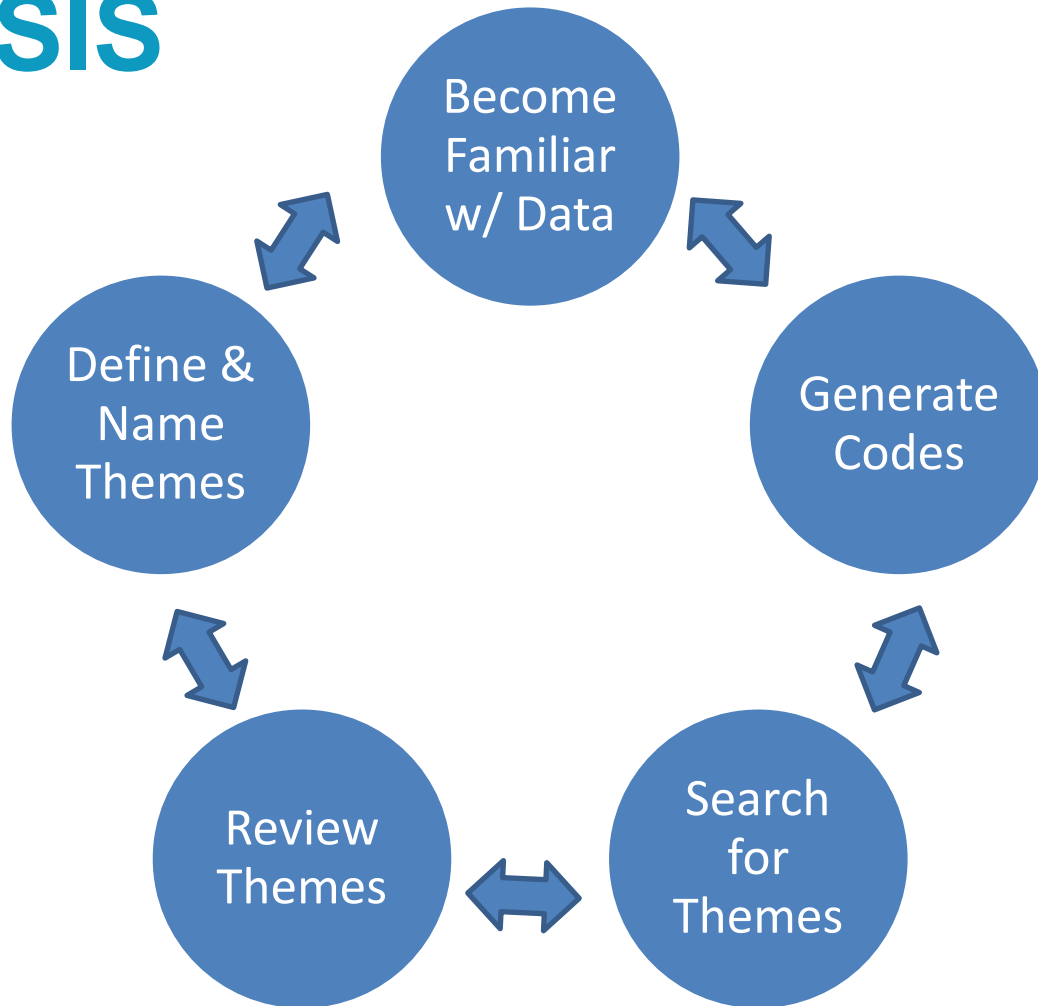 SIS
Become
Familiar
w/ Data
Generate
Codes
Search
for
Themes
Review
Themes
Define &
Name
Themes